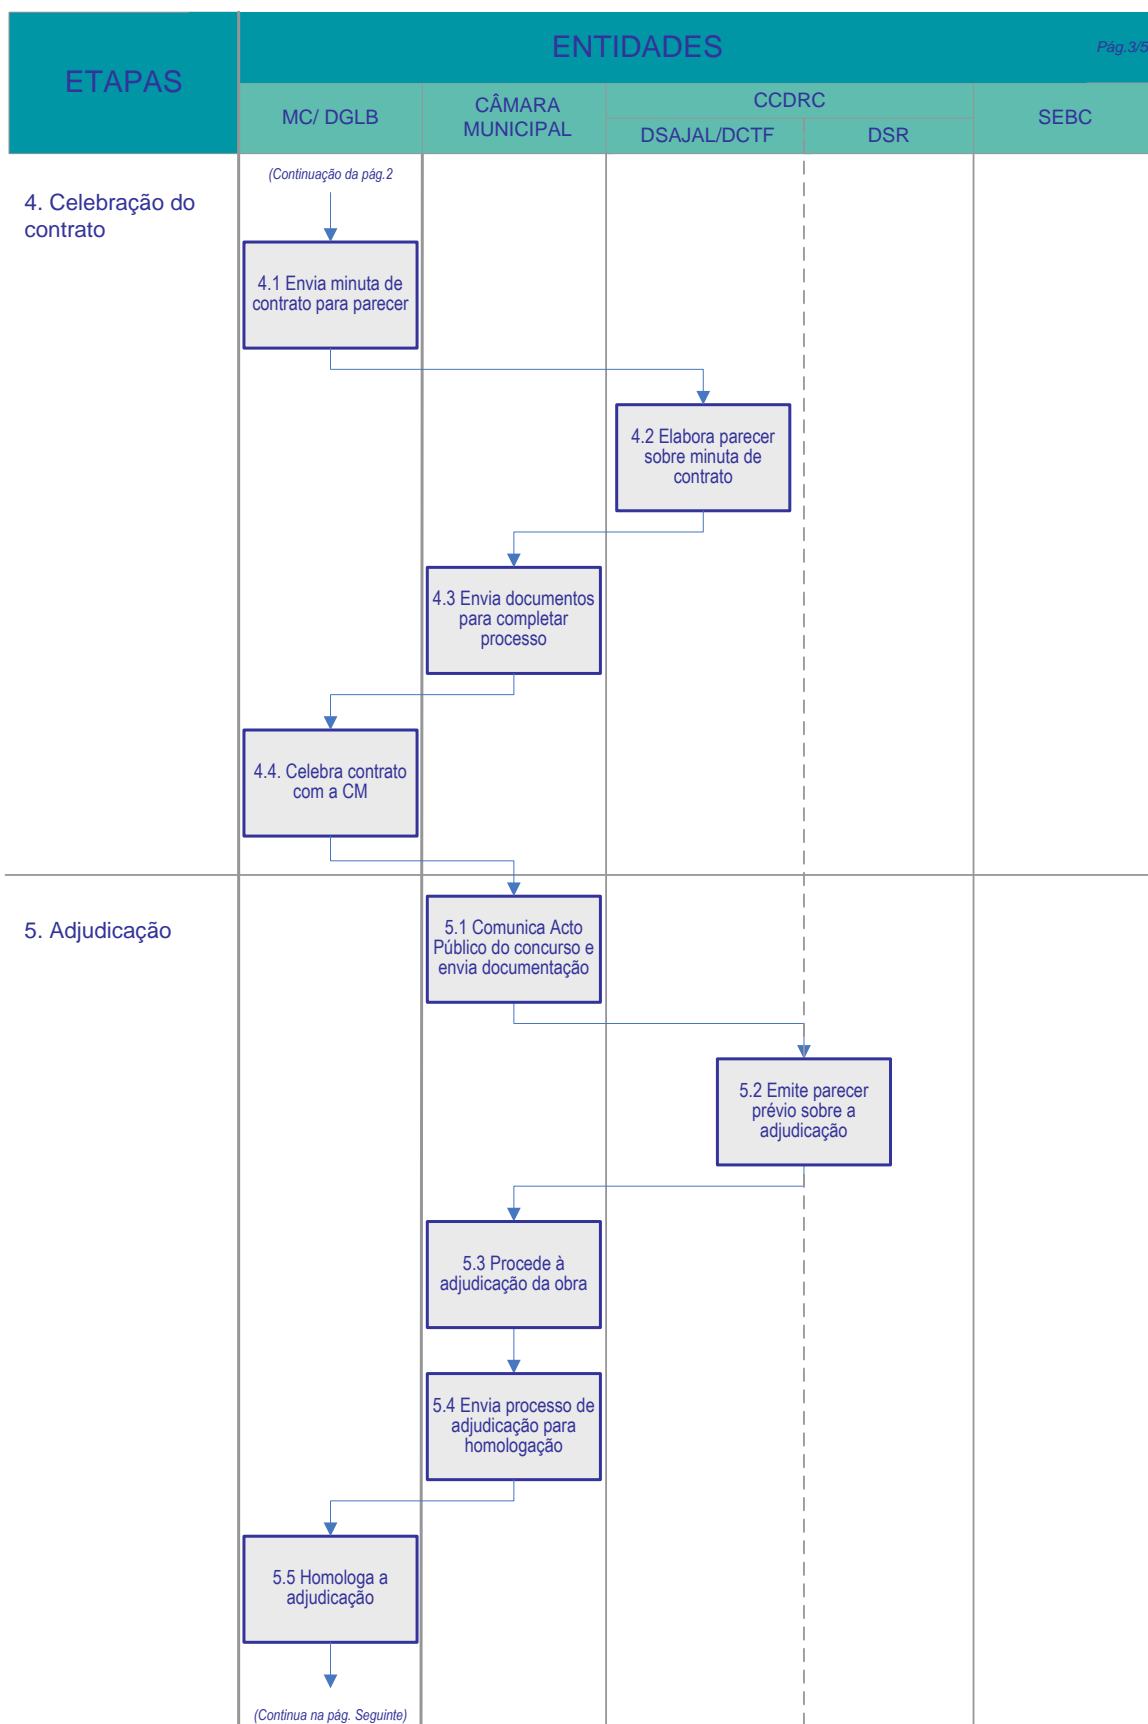 ETAPAS
ENTIDADES
Pág.3/5
MC/ DGLB
CÂMARA
MUNICIPAL
CCDRC
DSAJAL/DCTF
DSR
SEBC
(Continuação da pág.2
4. Celebração do
contrato
4.1 Envia minuta de
contrato para parecer
4.2 Elabora parecer
sobre minuta de
contrato
4.3 Envia documentos
para completar
processo
4.4. Celebra contrato
com a CM
5. Adjudicação
5.1 Comunica Acto
Público do concurso e
envia documentação
5.2 Emite parecer
prévio sobre a
adjudicação
5.3 Procede à
adjudicação da obra
5.4 Envia processo de
adjudicação para
homologação
5.5 Homologa a
adjudicação
(Continua na pág. Seguinte)